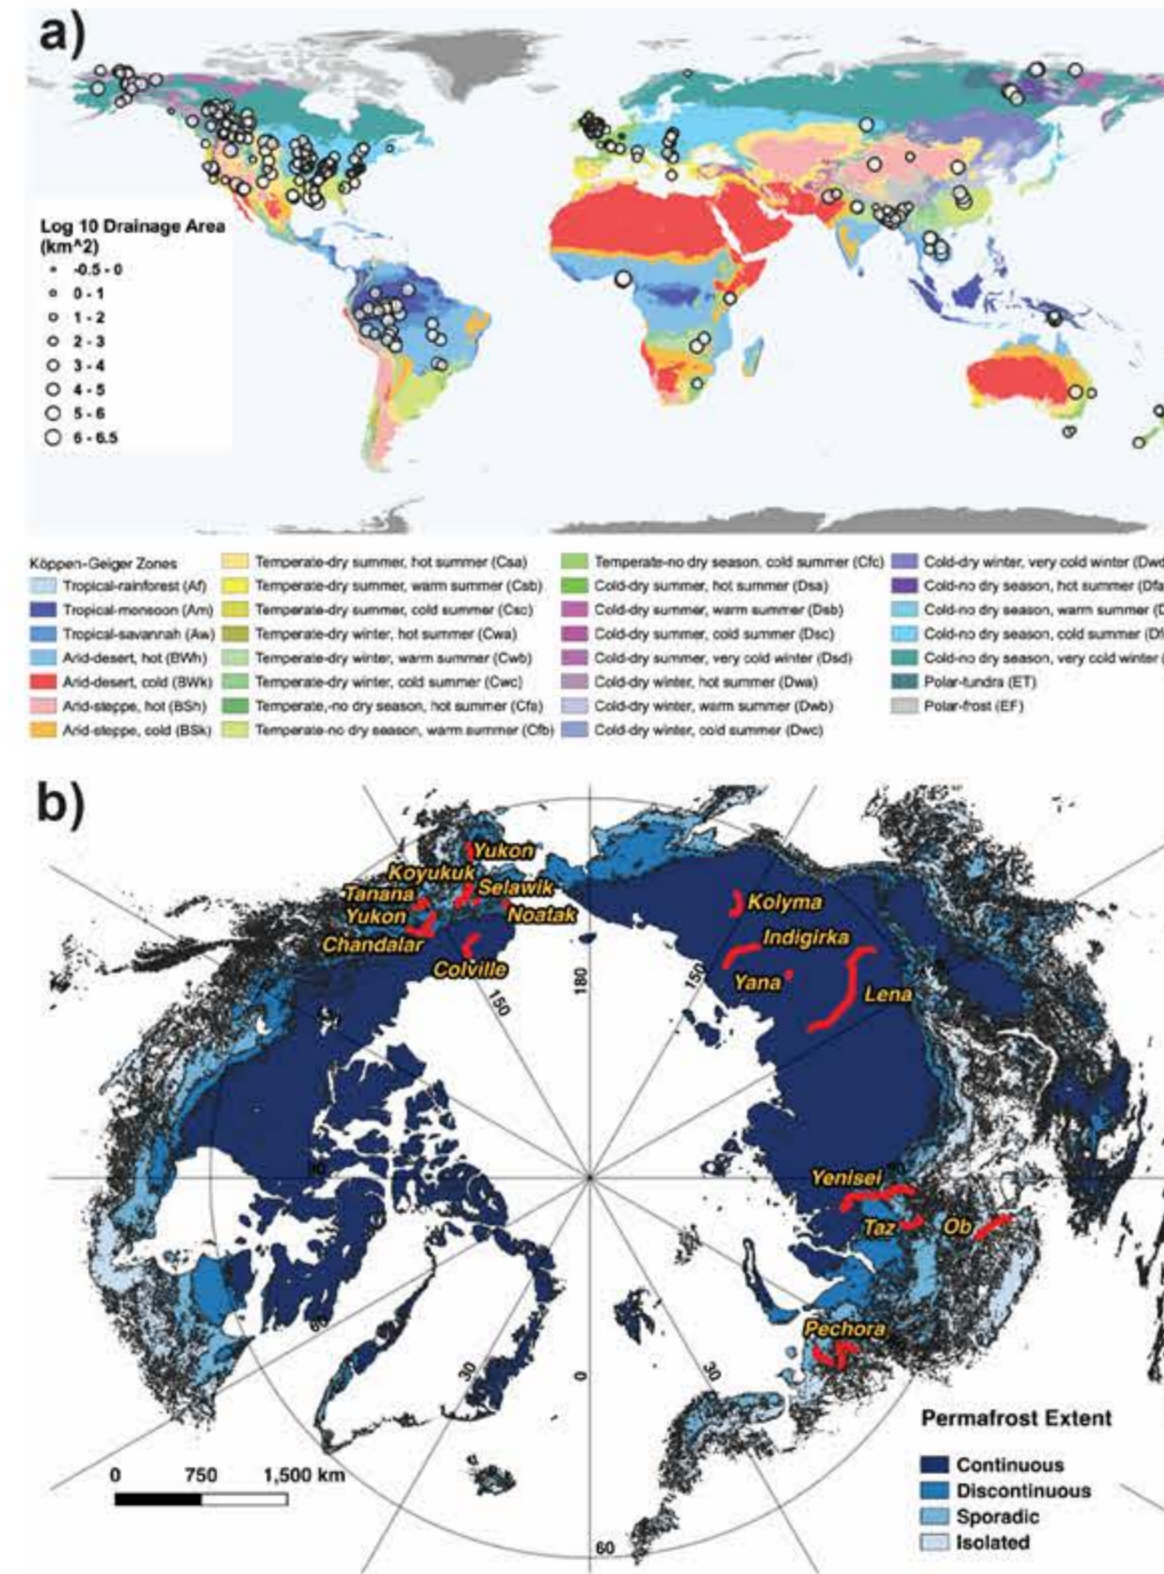 a)
Log 10 Drainage Area
(km^2)
-0.5 - 0
0 - 1
1 - 2
2 - 3
3 - 4
4 - 5
5 - 6
6 - 6.5
Köppen-Geiger Zones
Tropical-rainforest (Af)
Tropical-monsoon (Am)
Tropical-savannah (Aw)
Arid-desert, hot (BWh)
Arid-desert, cold (BWk)
Arid-steppe, hot (BSh)
Arid-steppe, cold (BSk)
Temperate-dry summer, hot summer (Csa)
Temperate-dry summer, warm summer (Csb)
Temperate-dry summer, cold summer (Csc)
Temperate-dry winter, hot summer (Cwa)
Temperate-dry winter, warm summer (Cwb)
Temperate-dry winter, cold summer (Cwc)
Temperate,-no dry season, hot summer (Cfa)
Temperate-no dry season, warm summer (Cfb)
Temperate-no dry season, cold summer (Cfc)
Cold-dry summer, hot summer (Dsa)
Cold-dry summer, warm summer (Dsb)
Cold-dry summer, cold summer (Dsc)
Cold-dry summer, very cold winter (Dsd)
Cold-dry winter, hot summer (Dwa)
Cold-dry winter, warm summer (Dwb)
Cold-dry winter, cold summer (Dwc)
Cold-dry winter, very cold winter (Dwd
Cold-no dry season, hot summer (Dfa
Cold-no dry season, warm summer (D
Cold-no dry season, cold summer (Df
Cold-no dry season, very cold winter (
Polar-tundra (ET)
Polar-frost (EF)
b)
Yukon
Koyukuk
Selawik
Tanana
Yukon
Noatak
Chandalar
Colville
Kolyma
Indigirka
Yana
Lena
150
180
150
Yenisei
90
Taz
Ob
Pechora
90
60
30
0
30
60
0 750 1,500 km
Permafrost Extent
Continuous
Discontinuous
Sporadic
Isolated